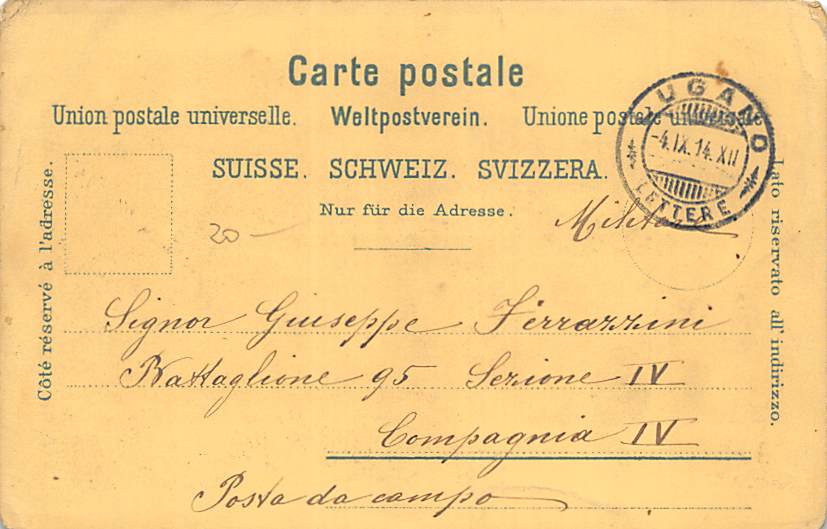 Carte postale
Union postale universelle. Weltpostverein. Unione postale universelle
SUISSE. SCHWEIZ. SVIZZERA.
Nur für die Adresse.
Côté réservé à l'adresse.
Lato riservato all' indirizzo.
LUGANO
-4.IX.14.XII
LETTERE
20-
Signor Giuseppe Ferrazzini
Battaglione 95 Sezione IV
Compagnia IV
Posta da campo